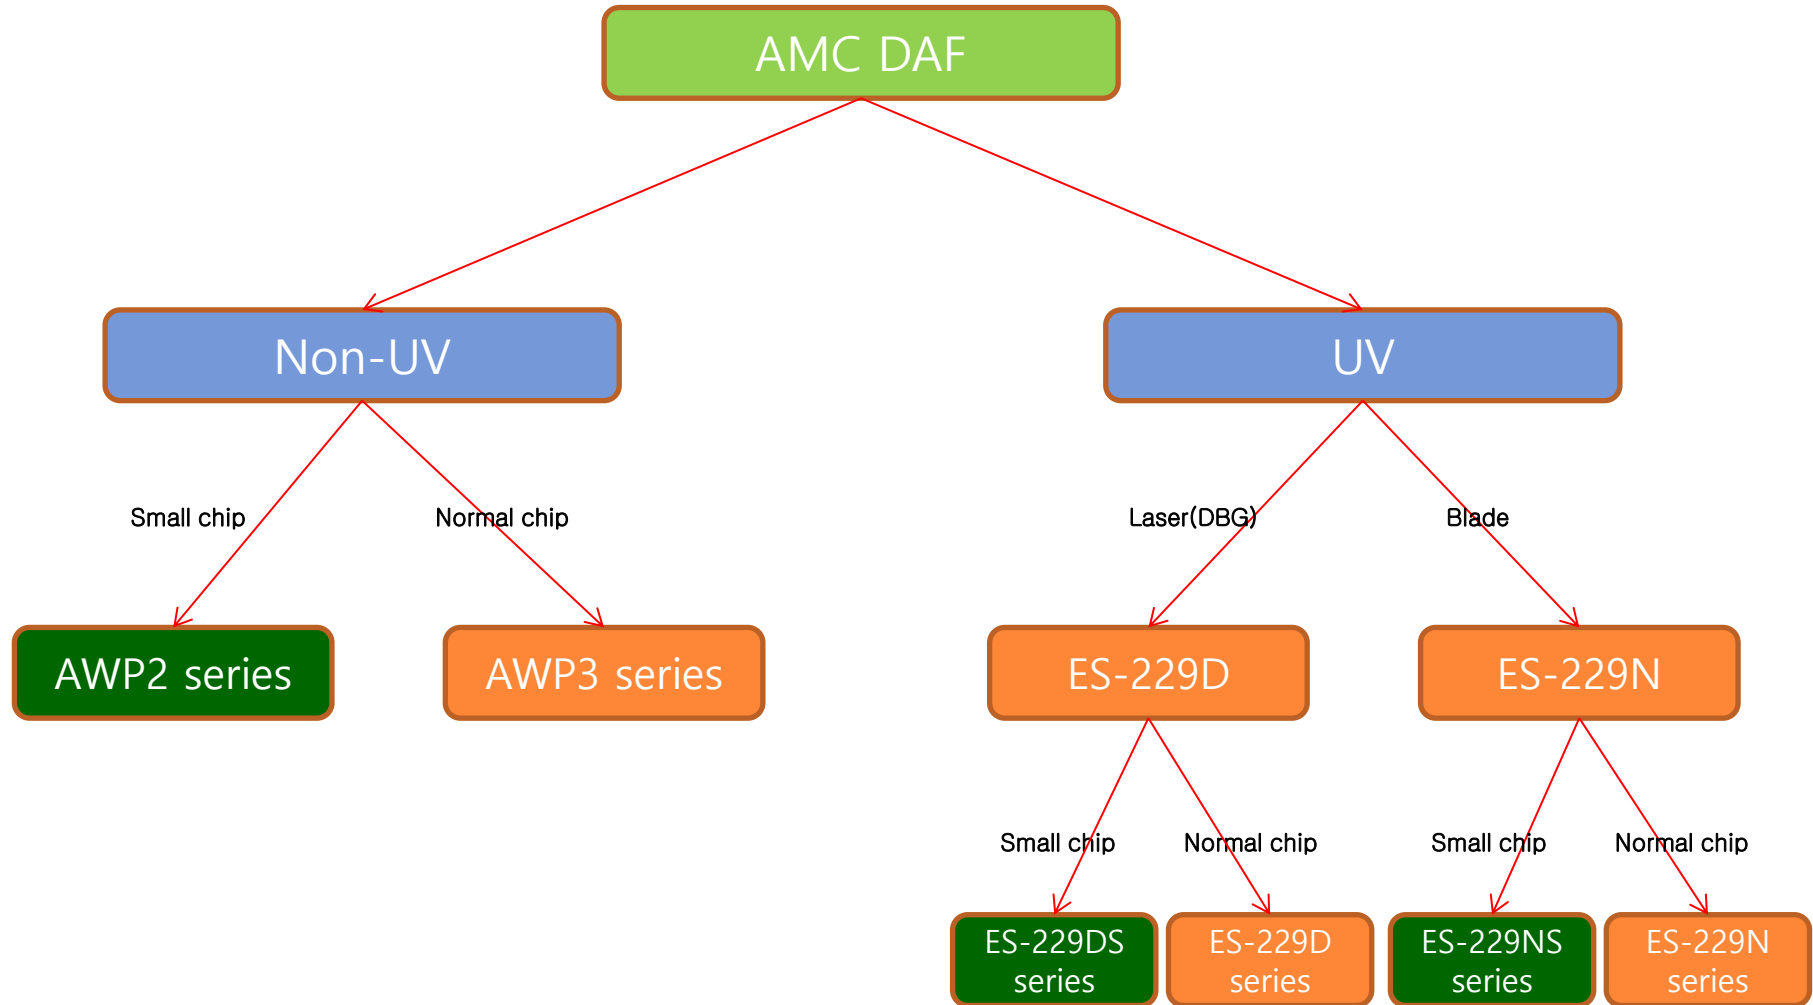 AMC DAF
Non-UV
UV
Small chip
Normal chip
Laser(DBG)
Blade
AWP2 series
AWP3 series
ES-229D
ES-229N
Small chip
Normal chip
Small chip
Normal chip
ES-229DS
series
ES-229D
series
ES-229NS
series
ES-229N
series